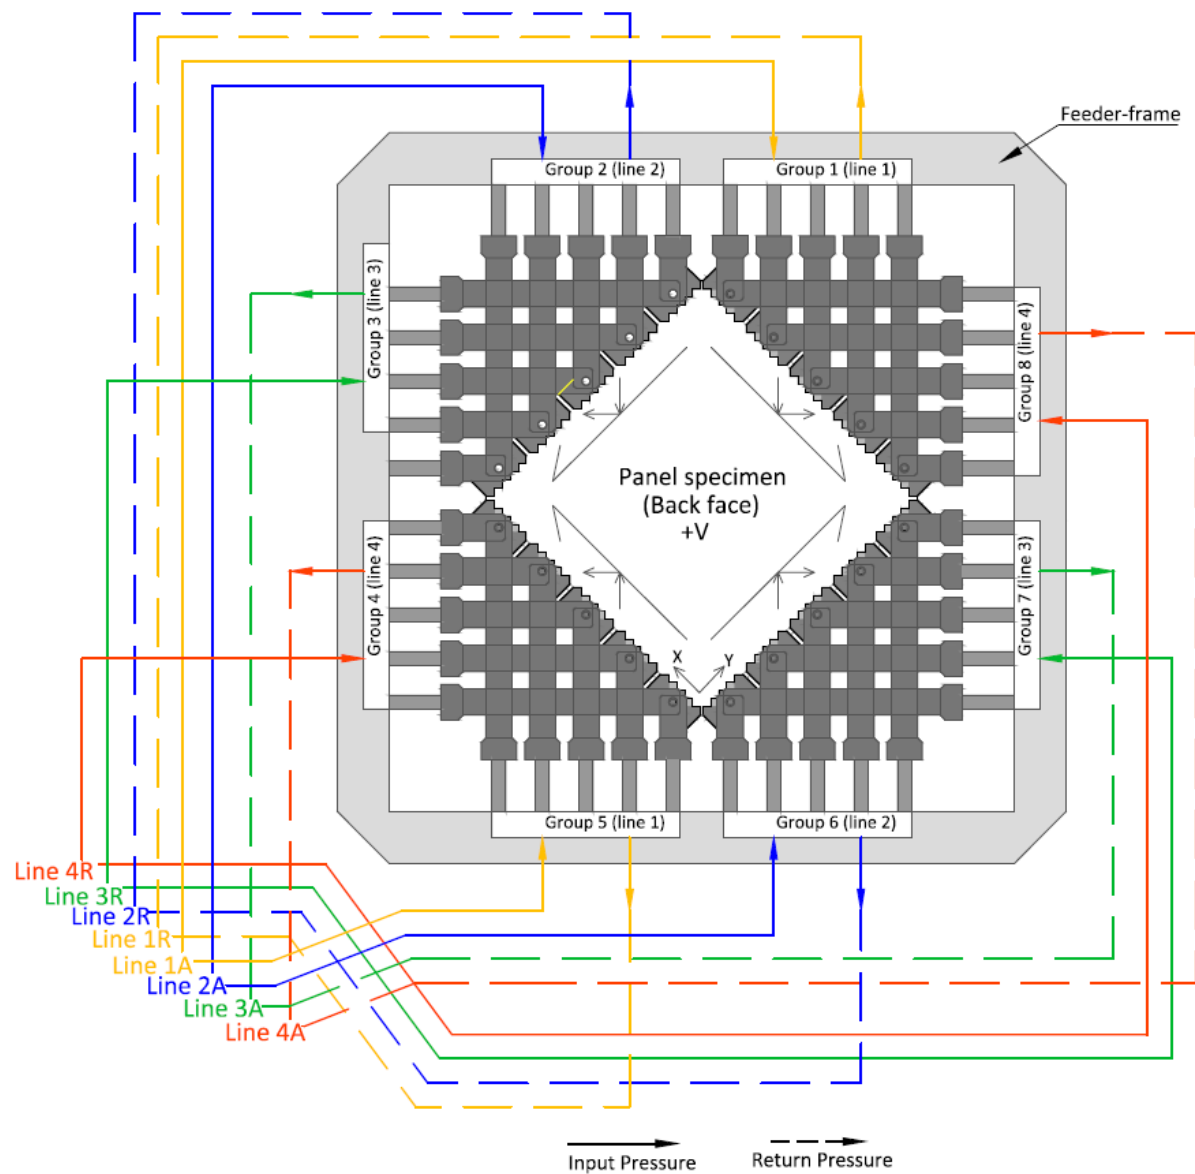 Feeder-frame
Group 2 (line 2)
Group 1 (line 1)
Group 3 (line 3)
Group 8 (line 4)
Panel specimen
(Back face)
+V
Group 4 (line 4)
Group 7 (line 3)
X
Y
Group 5 (line 1)
Group 6 (line 2)
Line 4R
Line 3R
Line 2R
Line 1R
Line 1A
Line 2A
Line 3A
Line 4A
Input Pressure
Return Pressure